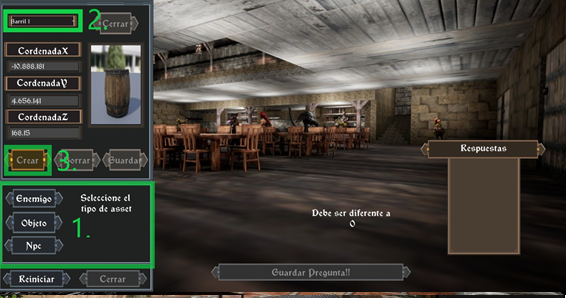 Barril 1
2.
Cerrar
CordenadaX
-10.888.181
CordenadaY
4.656.141
CordenadaZ
168.15
Crear
3.
Borrar
Guardar
Enemigo
Seleccione el
tipo de asset
Objeto
1.
Npc
Reiniciar
Cerrar
Respuestas
Debe ser diferente a
0
Guardar Pregunta!!